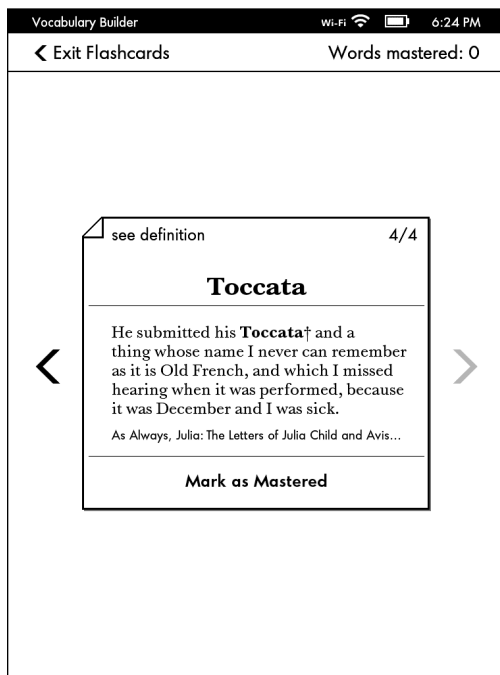 Vocabulary Builder Wi-Fi 6:24 PM
Exit Flashcards Words mastered: 0
see definition 4/4
Toccata
He submitted his Toccata† and a
thing whose name I never can remember
as it is Old French, and which I missed
hearing when it was performed, because
it was December and I was sick.
As Always, Julia: The Letters of Julia Child and Avis...
Mark as Mastered